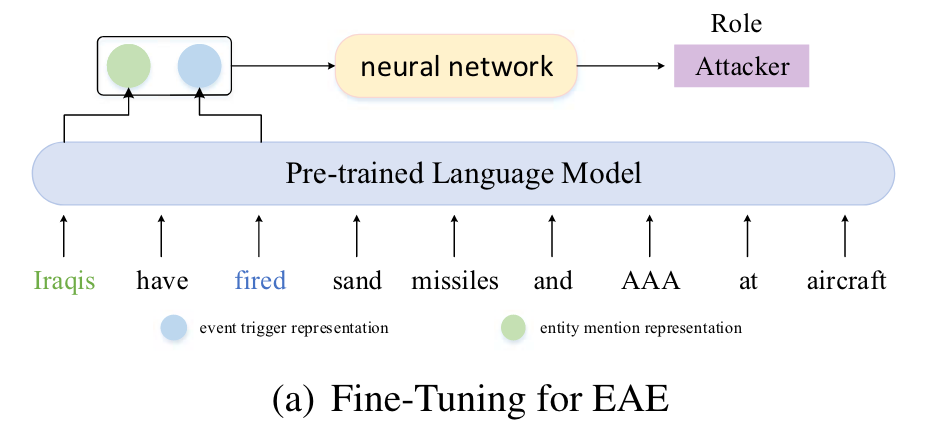 Role
neural network
Attacker
Pre-trained Language Model
Iraqis have fired sand missiles and AAA at aircraft
event trigger representation
entity mention representation
(a) Fine-Tuning for EAE